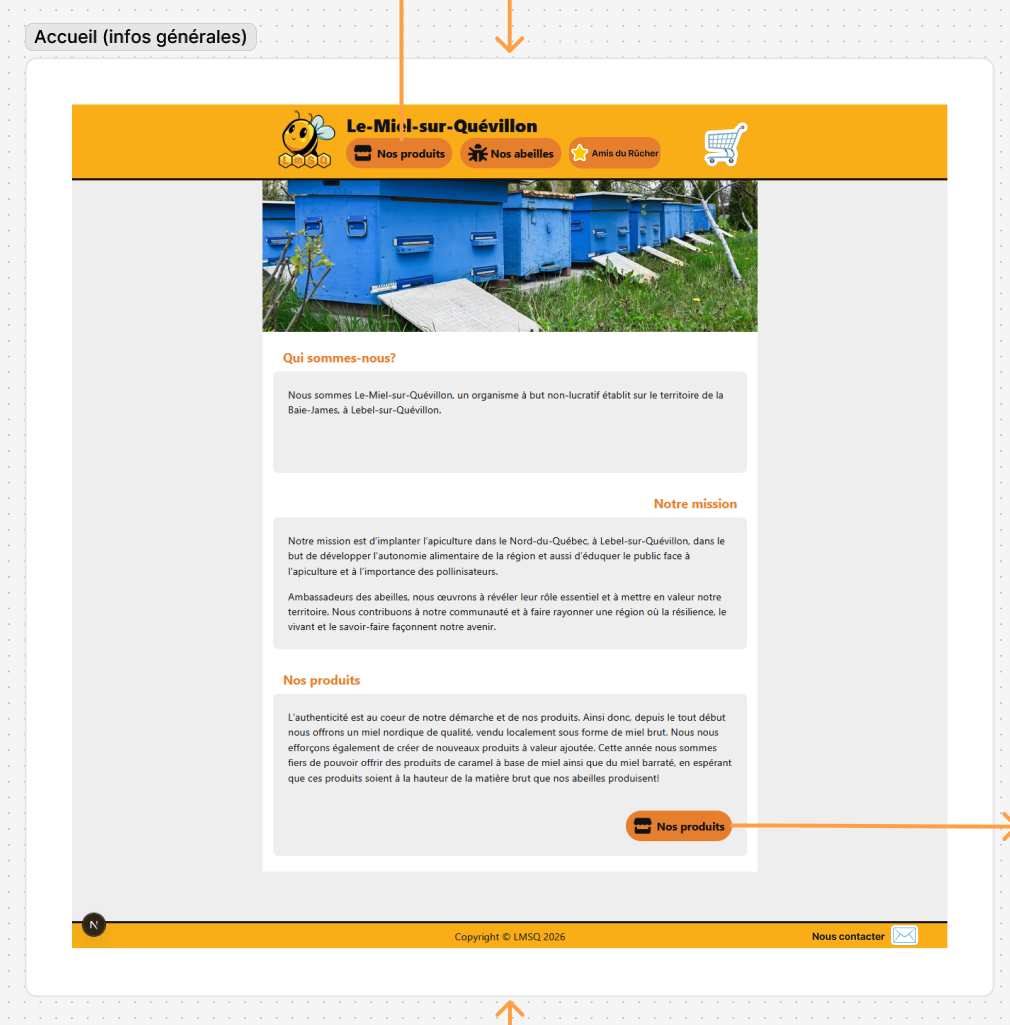 Accueil (infos générales)
Le-Miel-sur-Quévillon
LmSQ
Nos produits
Nos abeilles
Amis du Rûcher
Qui sommes-nous?
Nous sommes Le-Miel-sur-Quévillon, un organisme à but non-lucratif établit sur le territoire de la
Baie-James, à Lebel-sur-Quévillon.
Notre mission
Notre mission est d'implanter l'apiculture dans le Nord-du-Québec, à Lebel-sur-Quévillon, dans le
but de développer l'autonomie alimentaire de la région et aussi d'éduquer le public face à
l'apiculture et à l'importance des pollinisateurs.
Ambassadeurs des abeilles, nous œuvrons à révéler leur rôle essentiel et à mettre en valeur notre
territoire. Nous contribuons à notre communauté et à faire rayonner une région où la résilience, le
vivant et le savoir-faire façonnent notre avenir.
Nos produits
L'authenticité est au coeur de notre démarche et de nos produits. Ainsi donc, depuis le tout début
nous offrons un miel nordique de qualité, vendu localement sous forme de miel brut. Nous nous
efforçons également de créer de nouveaux produits à valeur ajoutée. Cette année nous sommes
fiers de pouvoir offrir des produits de caramel à base de miel ainsi que du miel barraté, en espérant
que ces produits soient à la hauteur de la matière brut que nos abeilles produisent!
Nos produits
N
Copyright © LMSQ 2026
Nous contacter